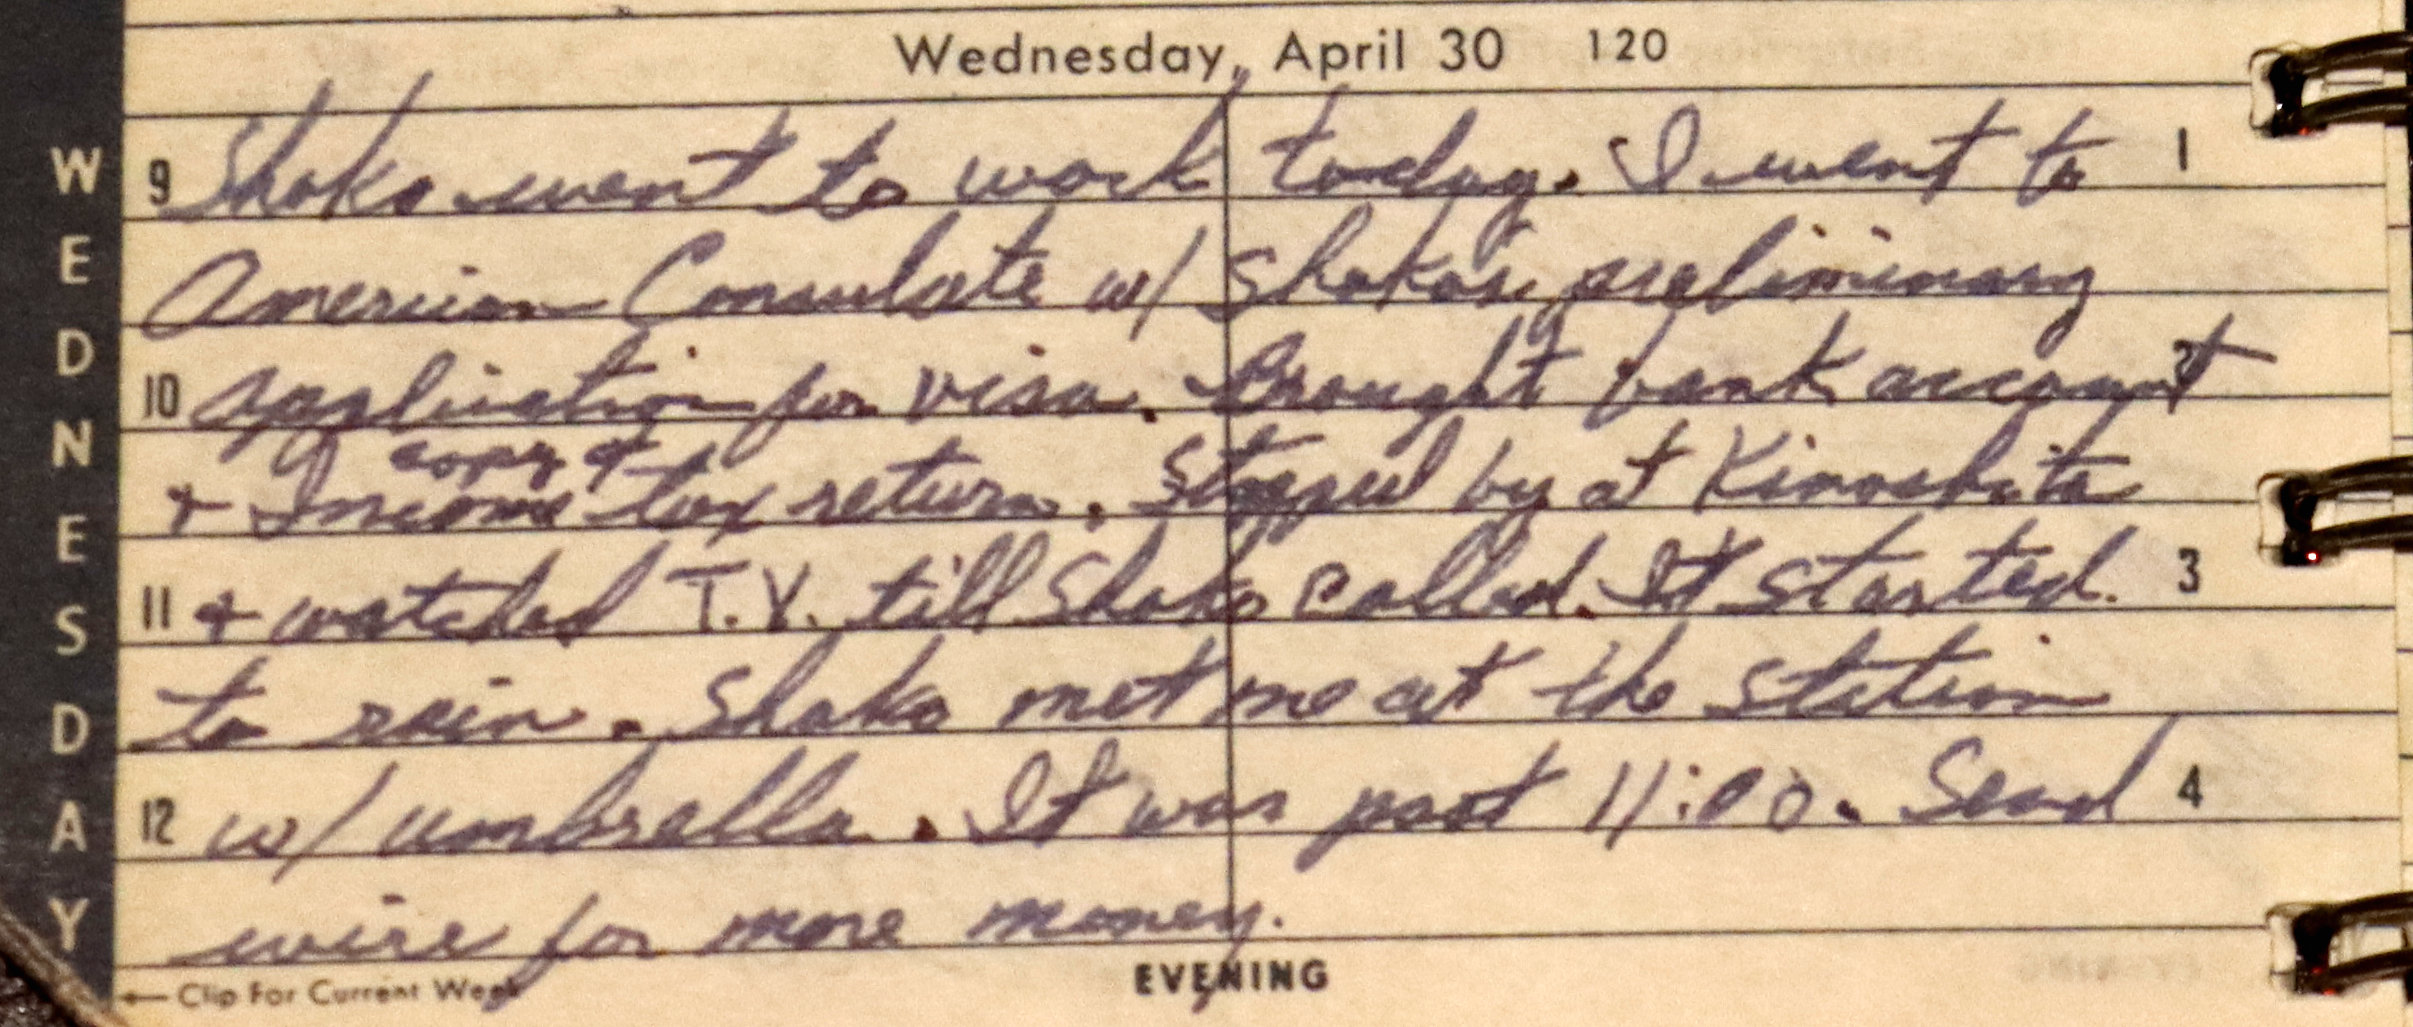 Wednesday, April 30 120
WEDNESDAY
9 Shoko went to work today. I went to 1
American Consulate w/ Shoko's preliminary
10 application for visa. Brought bank account 2
copy of
+ Income tax return. Stopped by at Kinoshita
11 + watched T.V. till Shoko called. It started 3
to rain. Shoko met me at the station
12 w/ umbrella. It was past 11:00. Send 4
wire for more money.
EVENING
← Clip For Current Week